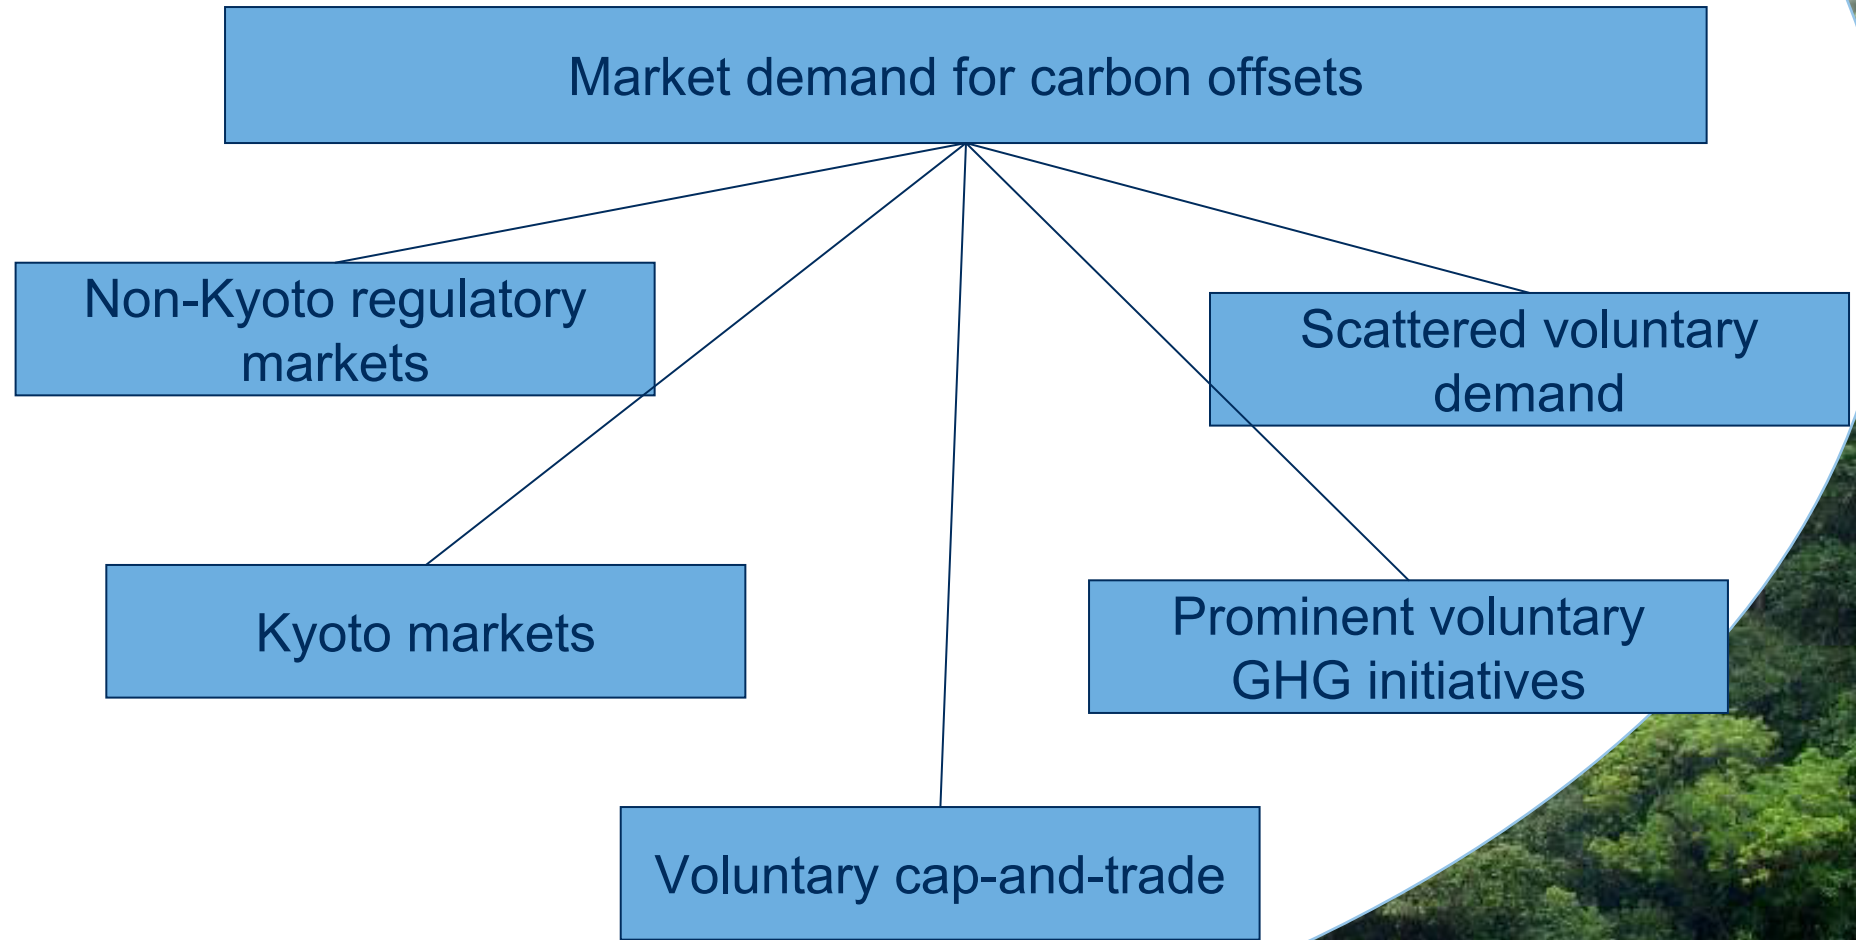 Market demand for carbon offsets
Non-Kyoto regulatory
markets
Scattered voluntary
demand
Kyoto markets
Prominent voluntary
GHG initiatives
Voluntary cap-and-trade